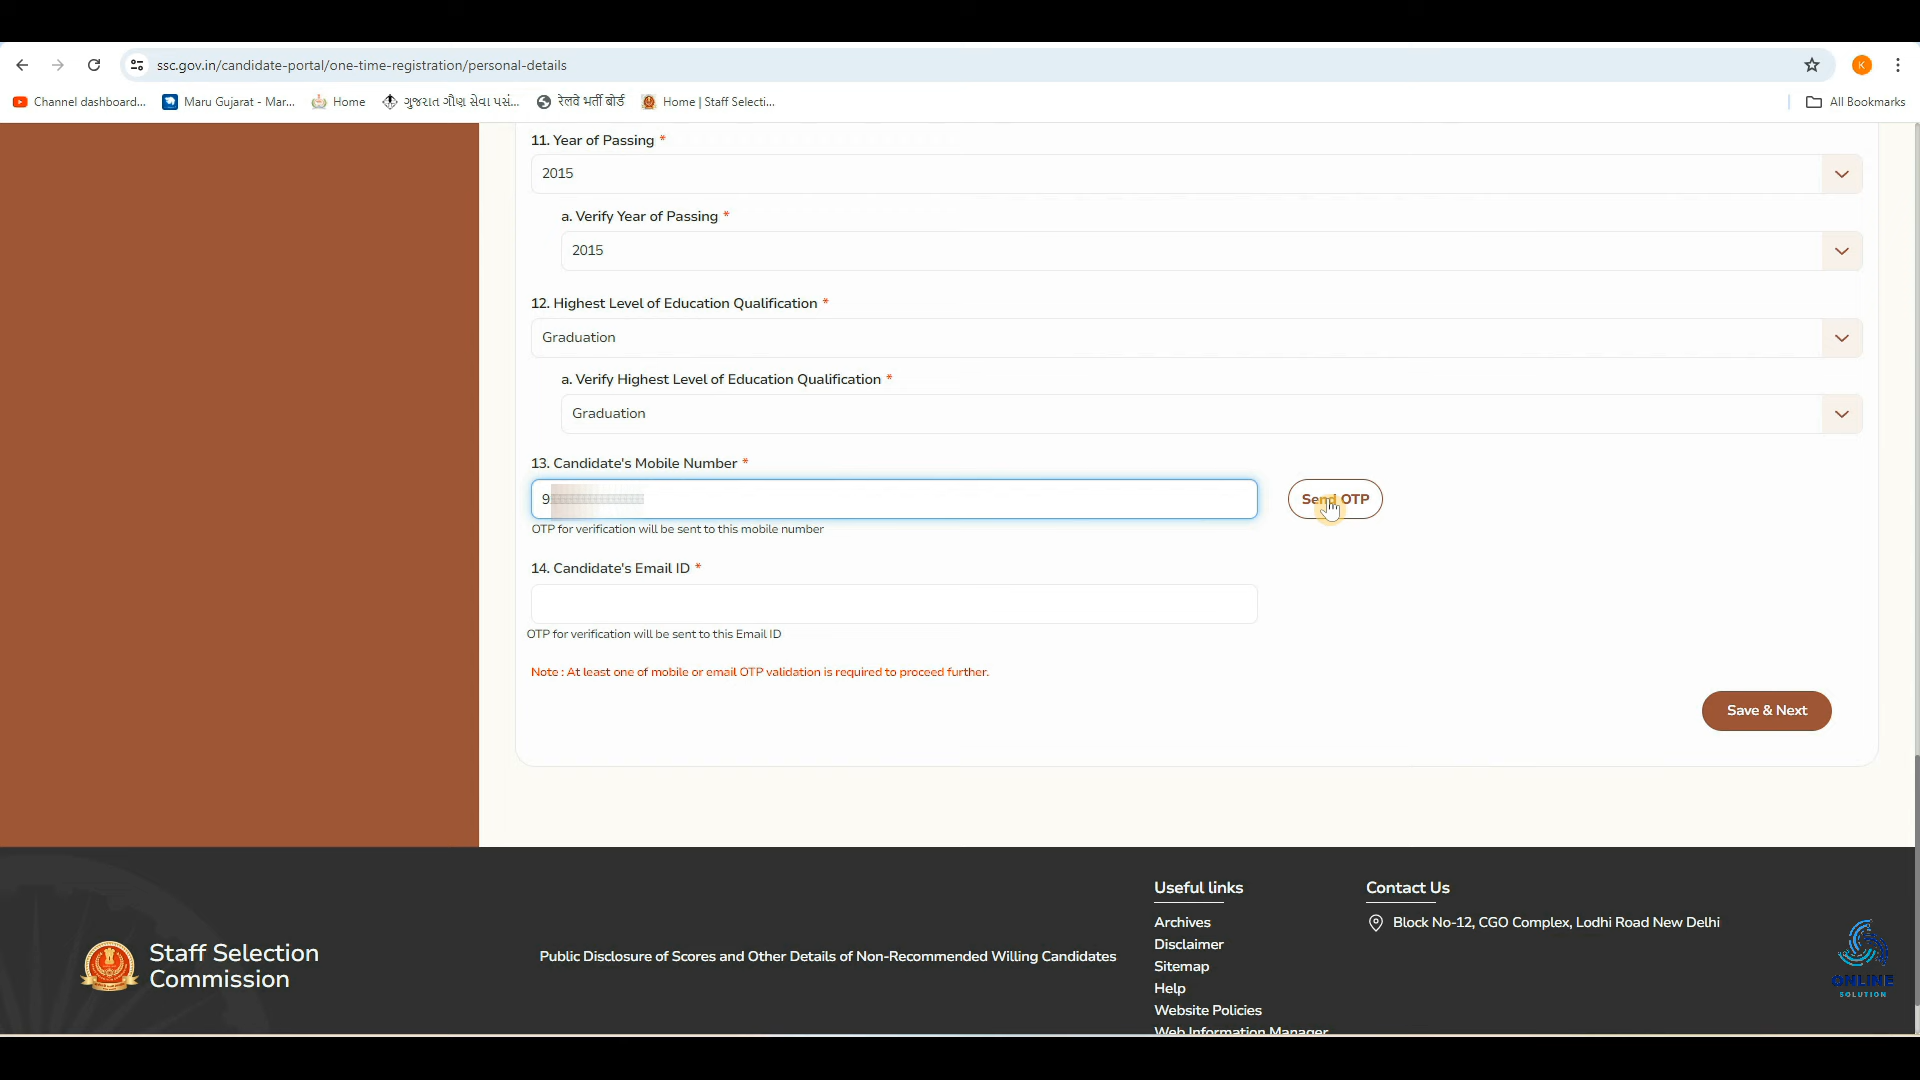 ssc.gov.in/candidate-portal/one-time-registration/personal-details
K
Channel dashboard...
Maru Gujarat - Mar...
Home
ગુજરાત ગૌણ સેવા પસં...
रेलवे भर्ती बोर्ड
Home | Staff Selecti...
All Bookmarks
11. Year of Passing *
2015
a. Verify Year of Passing *
2015
12. Highest Level of Education Qualification *
Graduation
a. Verify Highest Level of Education Qualification *
Graduation
13. Candidate's Mobile Number *
9
Send OTP
OTP for verification will be sent to this mobile number
14. Candidate's Email ID *
OTP for verification will be sent to this Email ID
Note : At least one of mobile or email OTP validation is required to proceed further.
Save & Next
Staff Selection
Commission
Public Disclosure of Scores and Other Details of Non-Recommended Willing Candidates
Useful links
Archives
Disclaimer
Sitemap
Help
Website Policies
Web Information Manager
Contact Us
Block No-12, CGO Complex, Lodhi Road New Delhi
ONLINE
SOLUTION